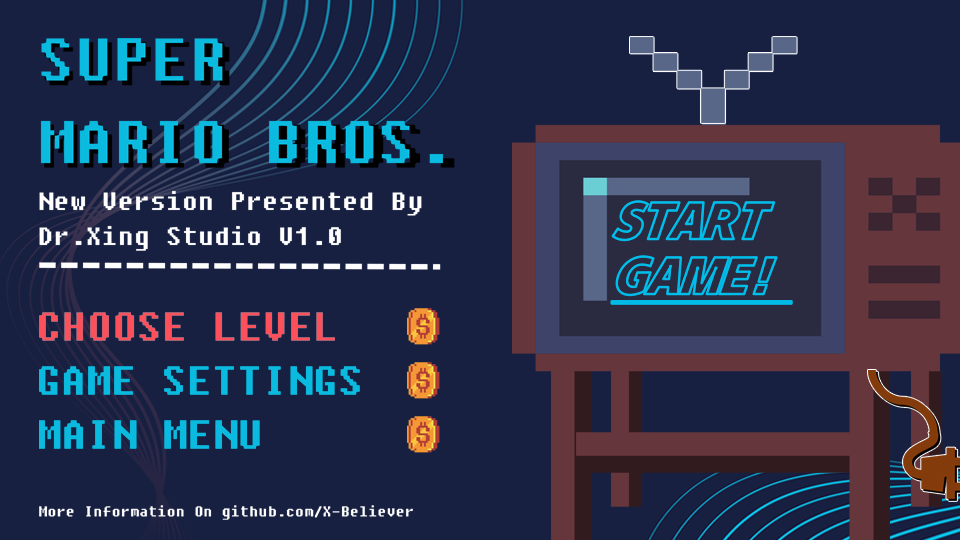 SUPER
MARIO BROS.
New Version Presented By
Dr.Xing Studio V1.0
CHOOSE LEVEL
GAME SETTINGS
MAIN MENU
More Information On github.com/X-Believer
START
GAME!